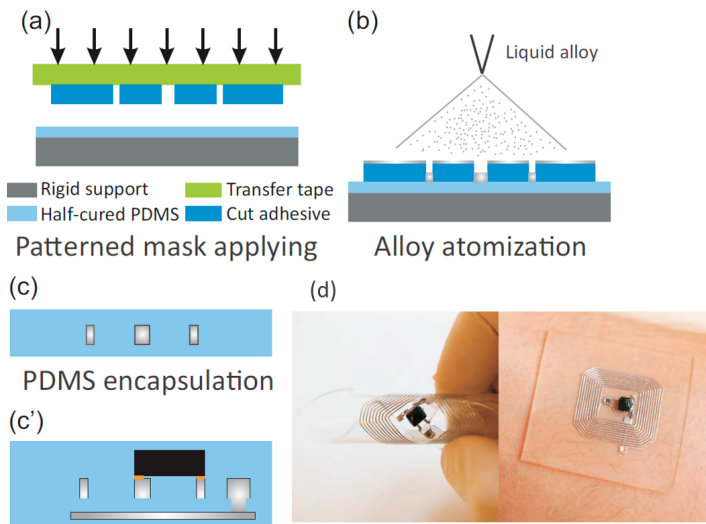 (a)
(b)
Liquid alloy
Rigid support
Transfer tape
Half-cured PDMS
Cut adhesive
Patterned mask applying
Alloy atomization
(c)
(d)
PDMS encapsulation
(c')